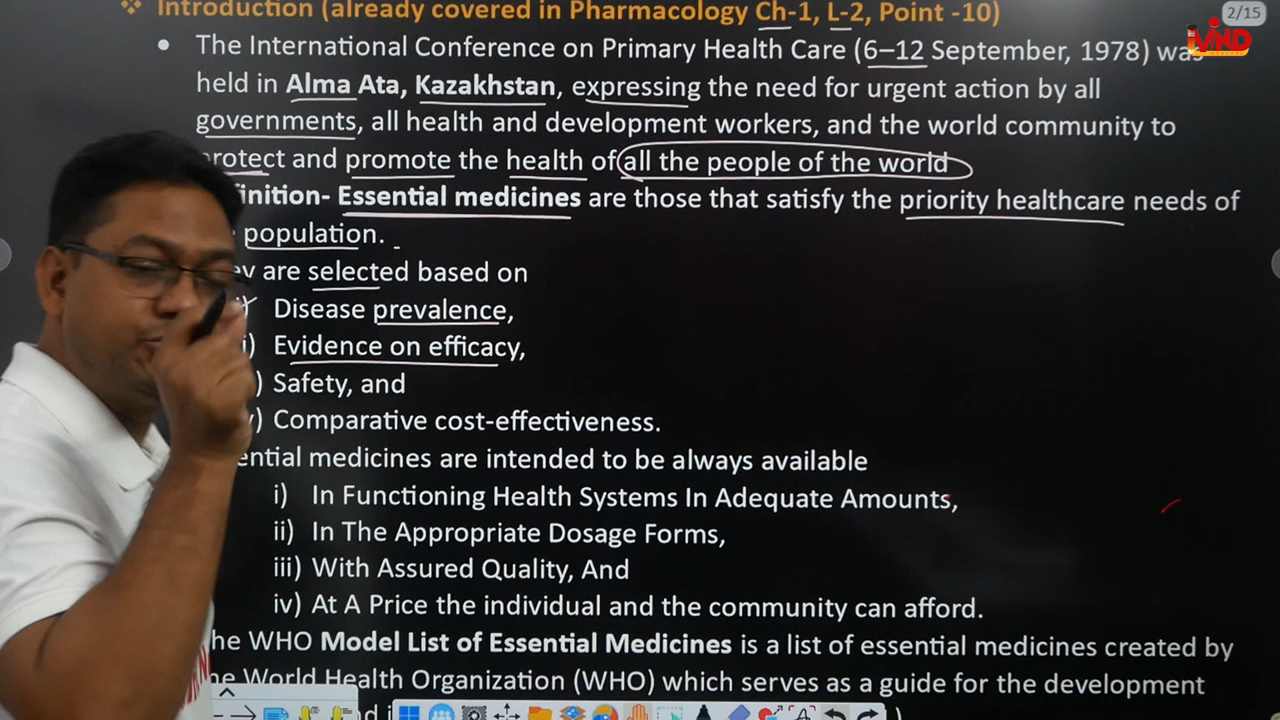 ❖ Introduction (already covered in Pharmacology Ch-1, L-2, Point -10)
2/15
• The International Conference on Primary Health Care (6–12 September, 1978) was
held in Alma Ata, Kazakhstan, expressing the need for urgent action by all
governments, all health and development workers, and the world community to
protect and promote the health of all the people of the world
inition- Essential medicines are those that satisfy the priority healthcare needs of
population.
are selected based on
Disease prevalence,
Evidence on efficacy,
Safety, and
Comparative cost-effectiveness.
ential medicines are intended to be always available
i) In Functioning Health Systems In Adequate Amounts,
ii) In The Appropriate Dosage Forms,
iii) With Assured Quality, And
iv) At A Price the individual and the community can afford.
he WHO Model List of Essential Medicines is a list of essential medicines created by
he World Health Organization (WHO) which serves as a guide for the development